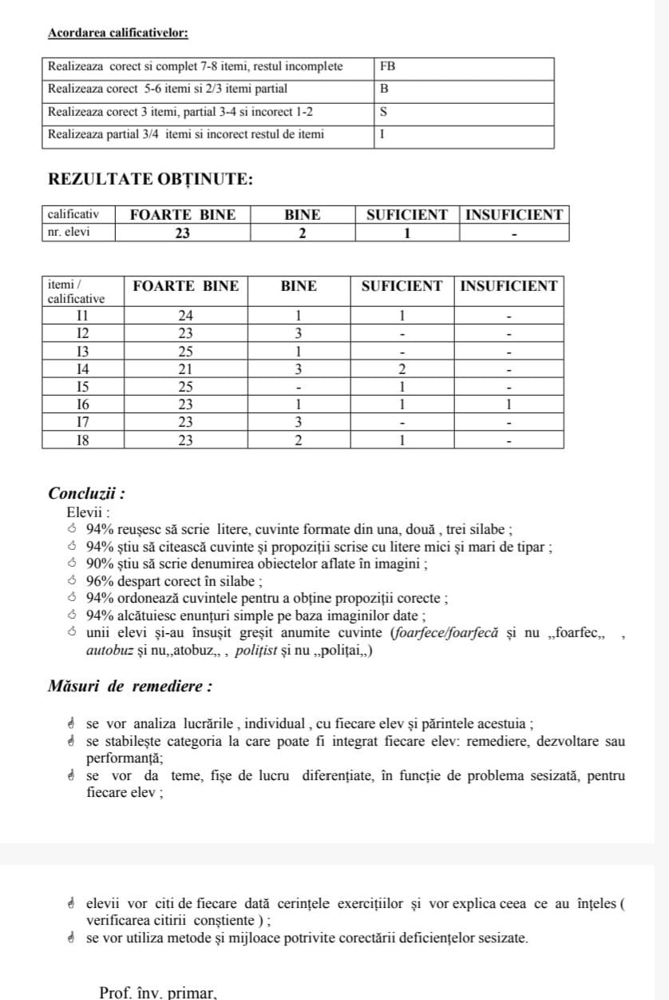 Acordarea calificativelor:
Realizeaza corect si complet 7-8 itemi, restul incomplete FB
Realizeaza corect 5-6 itemi si 2/3 itemi partial B
Realizeaza corect 3 itemi, partial 3-4 si incorect 1-2 S
Realizeaza partial 3/4 itemi si incorect restul de itemi I
REZULTATE OBȚINUTE:
calificativ FOARTE BINE BINE SUFICIENT INSUFICIENT
nr. elevi 23 2 1 -
itemi / FOARTE BINE BINE SUFICIENT INSUFICIENT
calificative
I1 24 1 1 -
I2 23 3 - -
I3 25 1 - -
I4 21 3 2 -
I5 25 - 1 -
I6 23 1 1 1
I7 23 3 - -
I8 23 2 1 -
Concluzii :
Elevii :
94% reușesc să scrie litere, cuvinte formate din una, două , trei silabe ;
94% știu să citească cuvinte și propoziții scrise cu litere mici și mari de tipar ;
90% știu să scrie denumirea obiectelor aflate în imagini ;
96% despart corect în silabe ;
94% ordonează cuvintele pentru a obține propoziții corecte ;
94% alcătuiesc enunțuri simple pe baza imaginilor date ;
unii elevi și-au însușit greșit anumite cuvinte (foarfece/foarfecă și nu ,,foarfec,, ,
autobuz și nu,,atobuz,, , polițist și nu ,,polițai,,)
Măsuri de remediere :
se vor analiza lucrările , individual , cu fiecare elev și părintele acestuia ;
se stabilește categoria la care poate fi integrat fiecare elev: remediere, dezvoltare sau
performanță;
se vor da teme, fișe de lucru diferențiate, în funcție de problema sesizată, pentru
fiecare elev ;
elevii vor citi de fiecare dată cerințele exercițiilor și vor explica ceea ce au înțeles (
verificarea citirii conștiente ) ;
se vor utiliza metode și mijloace potrivite corectării deficiențelor sesizate.
Prof. înv. primar,